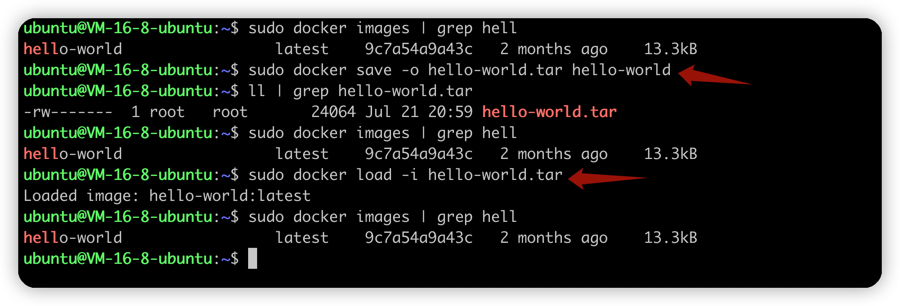 ubuntu@VM-16-8-ubuntu:~$ sudo docker images | grep hell
hello-world                latest    9c7a54a9a43c   2 months ago    13.3kB
ubuntu@VM-16-8-ubuntu:~$ sudo docker save -o hello-world.tar hello-world
ubuntu@VM-16-8-ubuntu:~$ ll | grep hello-world.tar
-rw-------  1 root   root       24064 Jul 21 20:59 hello-world.tar
ubuntu@VM-16-8-ubuntu:~$ sudo docker images | grep hell
hello-world                latest    9c7a54a9a43c   2 months ago    13.3kB
ubuntu@VM-16-8-ubuntu:~$ sudo docker load -i hello-world.tar
Loaded image: hello-world:latest
ubuntu@VM-16-8-ubuntu:~$ sudo docker images | grep hell
hello-world                latest    9c7a54a9a43c   2 months ago    13.3kB
ubuntu@VM-16-8-ubuntu:~$